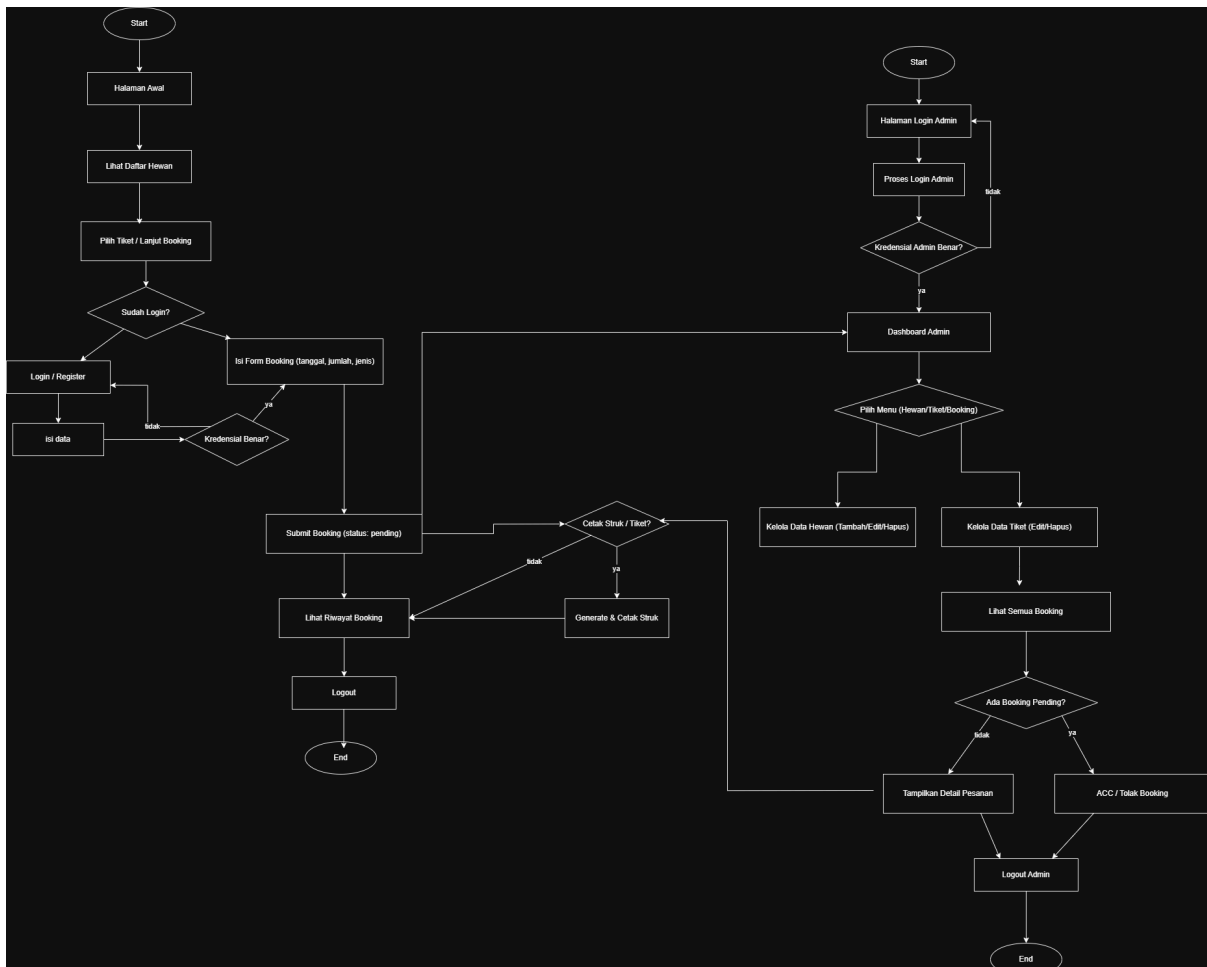 Start
Halaman Awal
Lihat Daftar Hewan
Pilih Tiket / Lanjut Booking
Sudah Login?
Login / Register
Isi Form Booking (tanggal, jumlah, jenis)
isi data
tidak
ya
Kredensial Benar?
Submit Booking (status: pending)
Cetak Struk / Tiket?
tidak
ya
Lihat Riwayat Booking
Generate & Cetak Struk
Logout
End
Start
Halaman Login Admin
Proses Login Admin
tidak
Kredensial Admin Benar?
ya
Dashboard Admin
Pilih Menu (Hewan/Tiket/Booking)
Kelola Data Hewan (Tambah/Edit/Hapus)
Kelola Data Tiket (Edit/Hapus)
Lihat Semua Booking
Ada Booking Pending?
tidak
ya
Tampilkan Detail Pesanan
ACC / Tolak Booking
Logout Admin
End